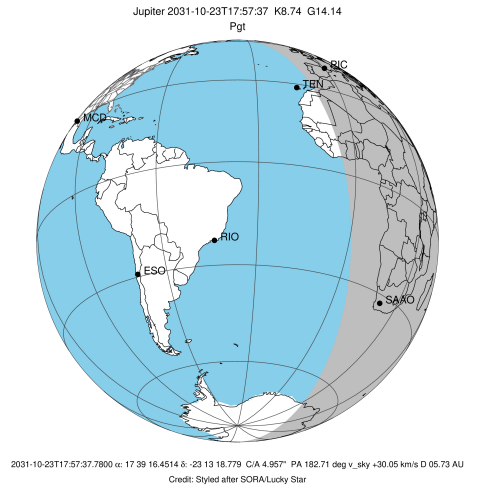 Jupiter 2031-10-23T17:57:37 K8.74 G14.14
Pgt
RIC
TEN
MCD
RIO
ESO
SAAO
2031-10-23T17:57:37.7800 α: 17 39 16.4514 δ: -23 13 18.779 C/A 4.957" PA 182.71 deg v_sky +30.05 km/s D 05.73 AU
Credit: Styled after SORA/Lucky Star